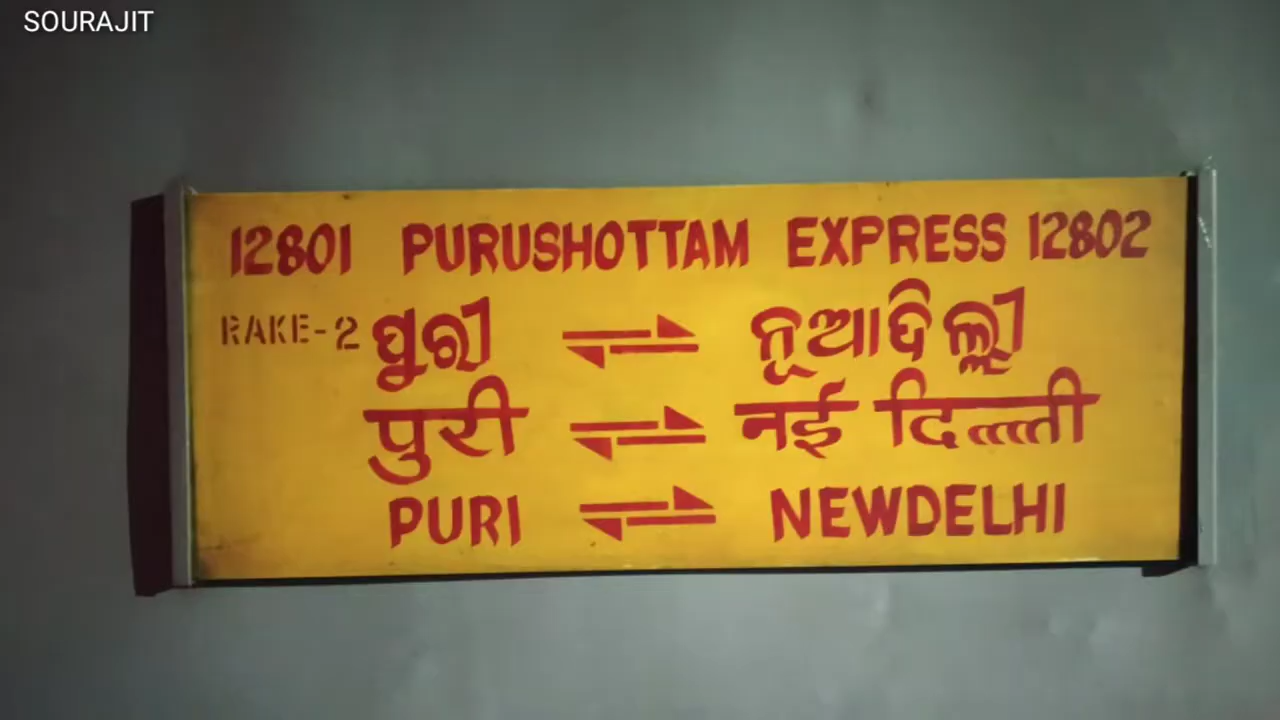 SOURAJIT
12801 PURUSHOTTAM EXPRESS 12802
RAKE-2 ପୁରୀ ⇌ ନୂଆଦିଲ୍ଲୀ
पुरी ⇌ नई दिल्ली
PURI ⇌ NEWDELHI